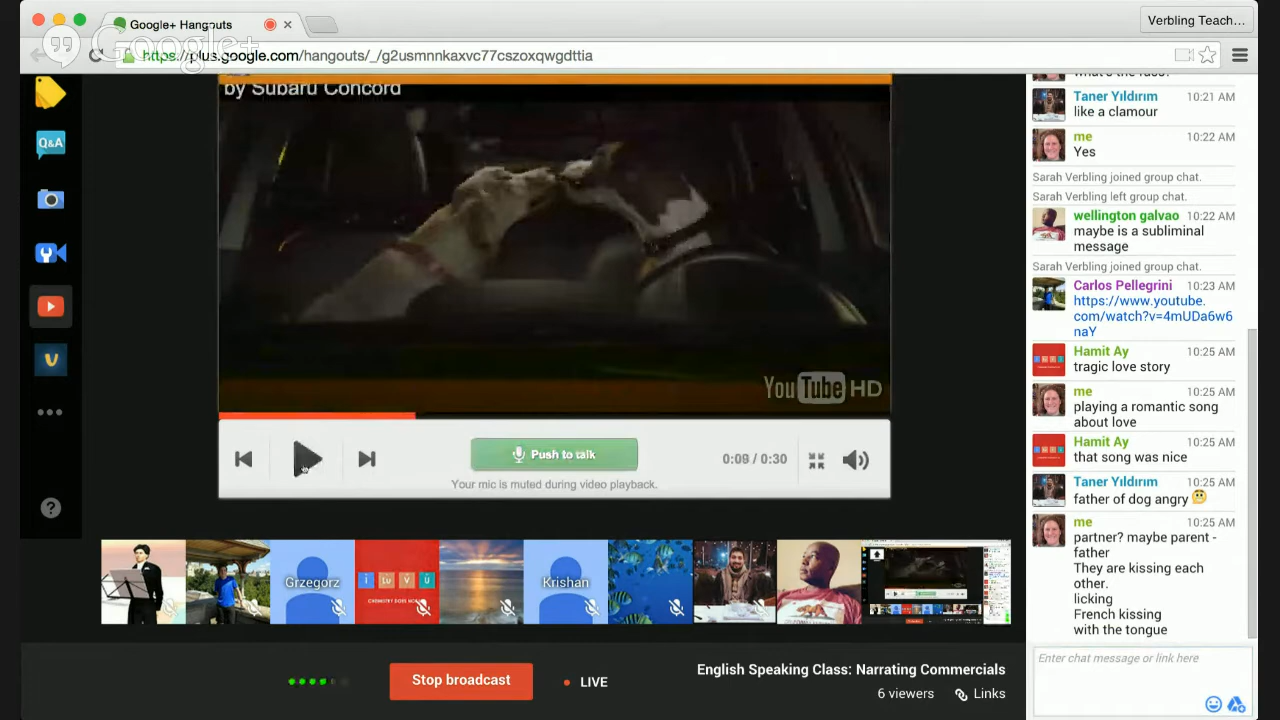 Google+ Hangouts
Verbling Teach...
Google+
https://plus.google.com/hangouts/_/g2usmnnkaxvc77cszoxqwgdttia
by Subaru Concord
Q&A
YouTube HD
Push to talk
0:09 / 0:30
Your mic is muted during video playback.
Grzegorz
I LU V U
Krishan
Stop broadcast
LIVE
English Speaking Class: Narrating Commercials
6 viewers
Links
Taner Yıldırım 10:21 AM
like a clamour
me 10:22 AM
Yes
Sarah Verbling joined group chat.
Sarah Verbling left group chat.
wellington galvao 10:22 AM
maybe is a subliminal
message
Sarah Verbling joined group chat.
Carlos Pellegrini 10:23 AM
https://www.youtube.
com/watch?v=4mUDa6w6
naY
Hamit Ay 10:25 AM
tragic love story
me 10:25 AM
playing a romantic song
about love
Hamit Ay 10:25 AM
that song was nice
Taner Yıldırım 10:25 AM
father of dog angry
me 10:25 AM
partner? maybe parent -
father
They are kissing each
other.
licking
French kissing
with the tongue
Enter chat message or link here